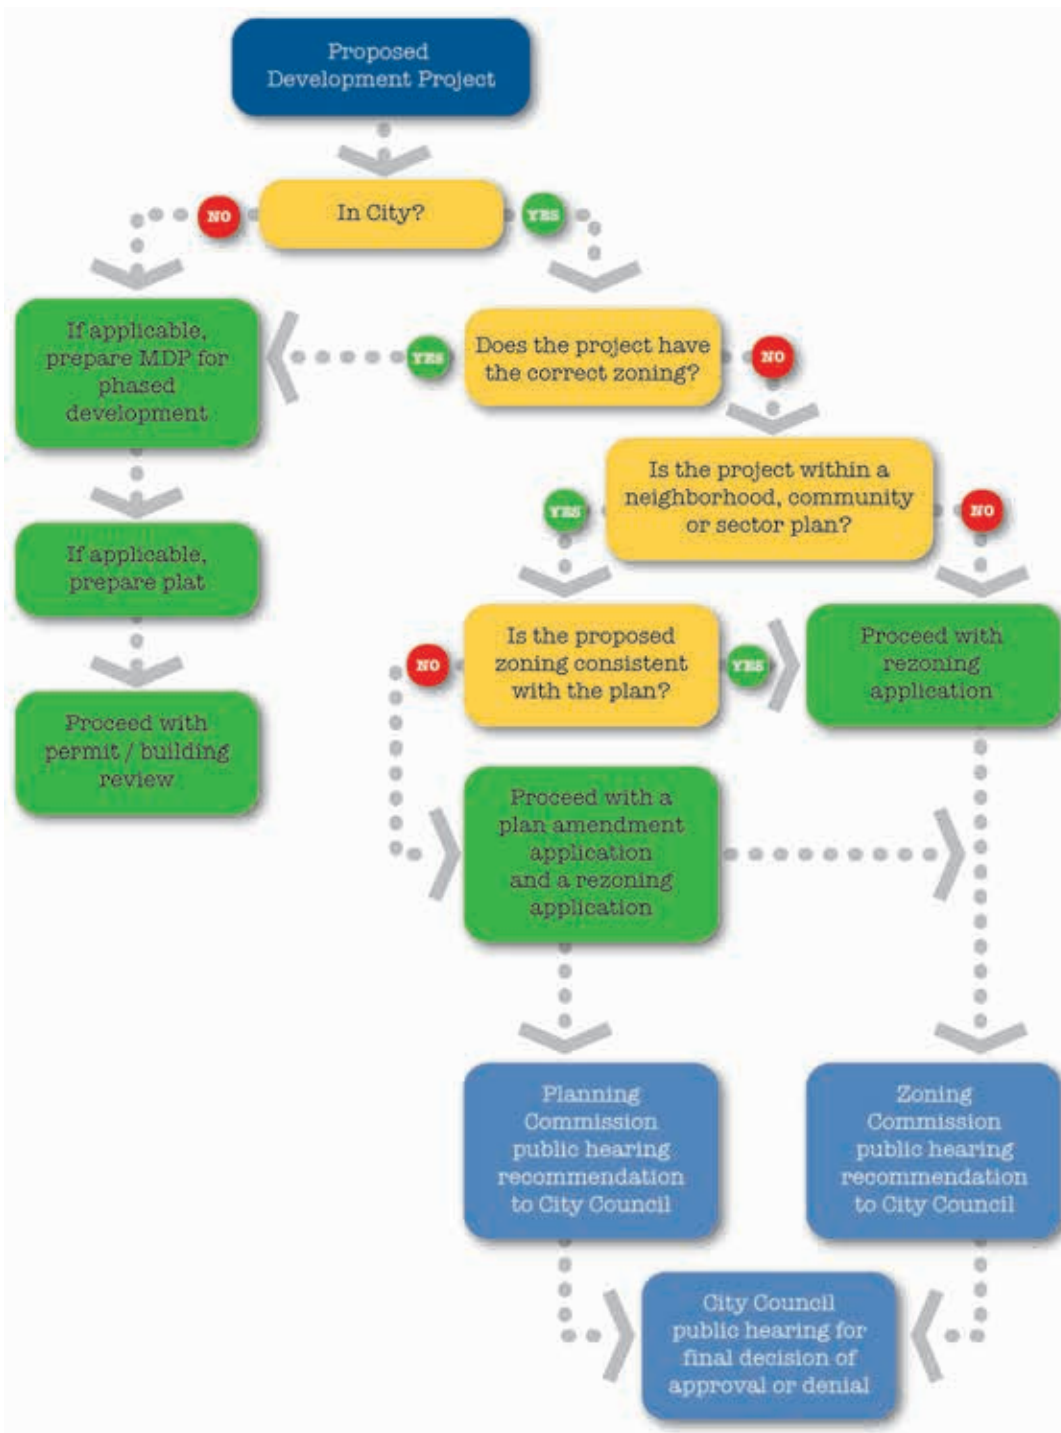 Proposed
Development Project
In City?
NO
YES
If applicable,
prepare MDP for
phased
development
YES
Does the project have
the correct zoning?
NO
Is the project within a
neighborhood, community
or sector plan?
YES
NO
If applicable,
prepare plat
Is the proposed
zoning consistent
with the plan?
NO
YES
Proceed with
rezoning
application
Proceed with
permit / building
review
Proceed with a
plan amendment
application
and a rezoning
application
Planning
Commission
public hearing
recommendation
to City Council
Zoning
Commission
public hearing
recommendation
to City Council
City Council
public hearing for
final decision of
approval or denial